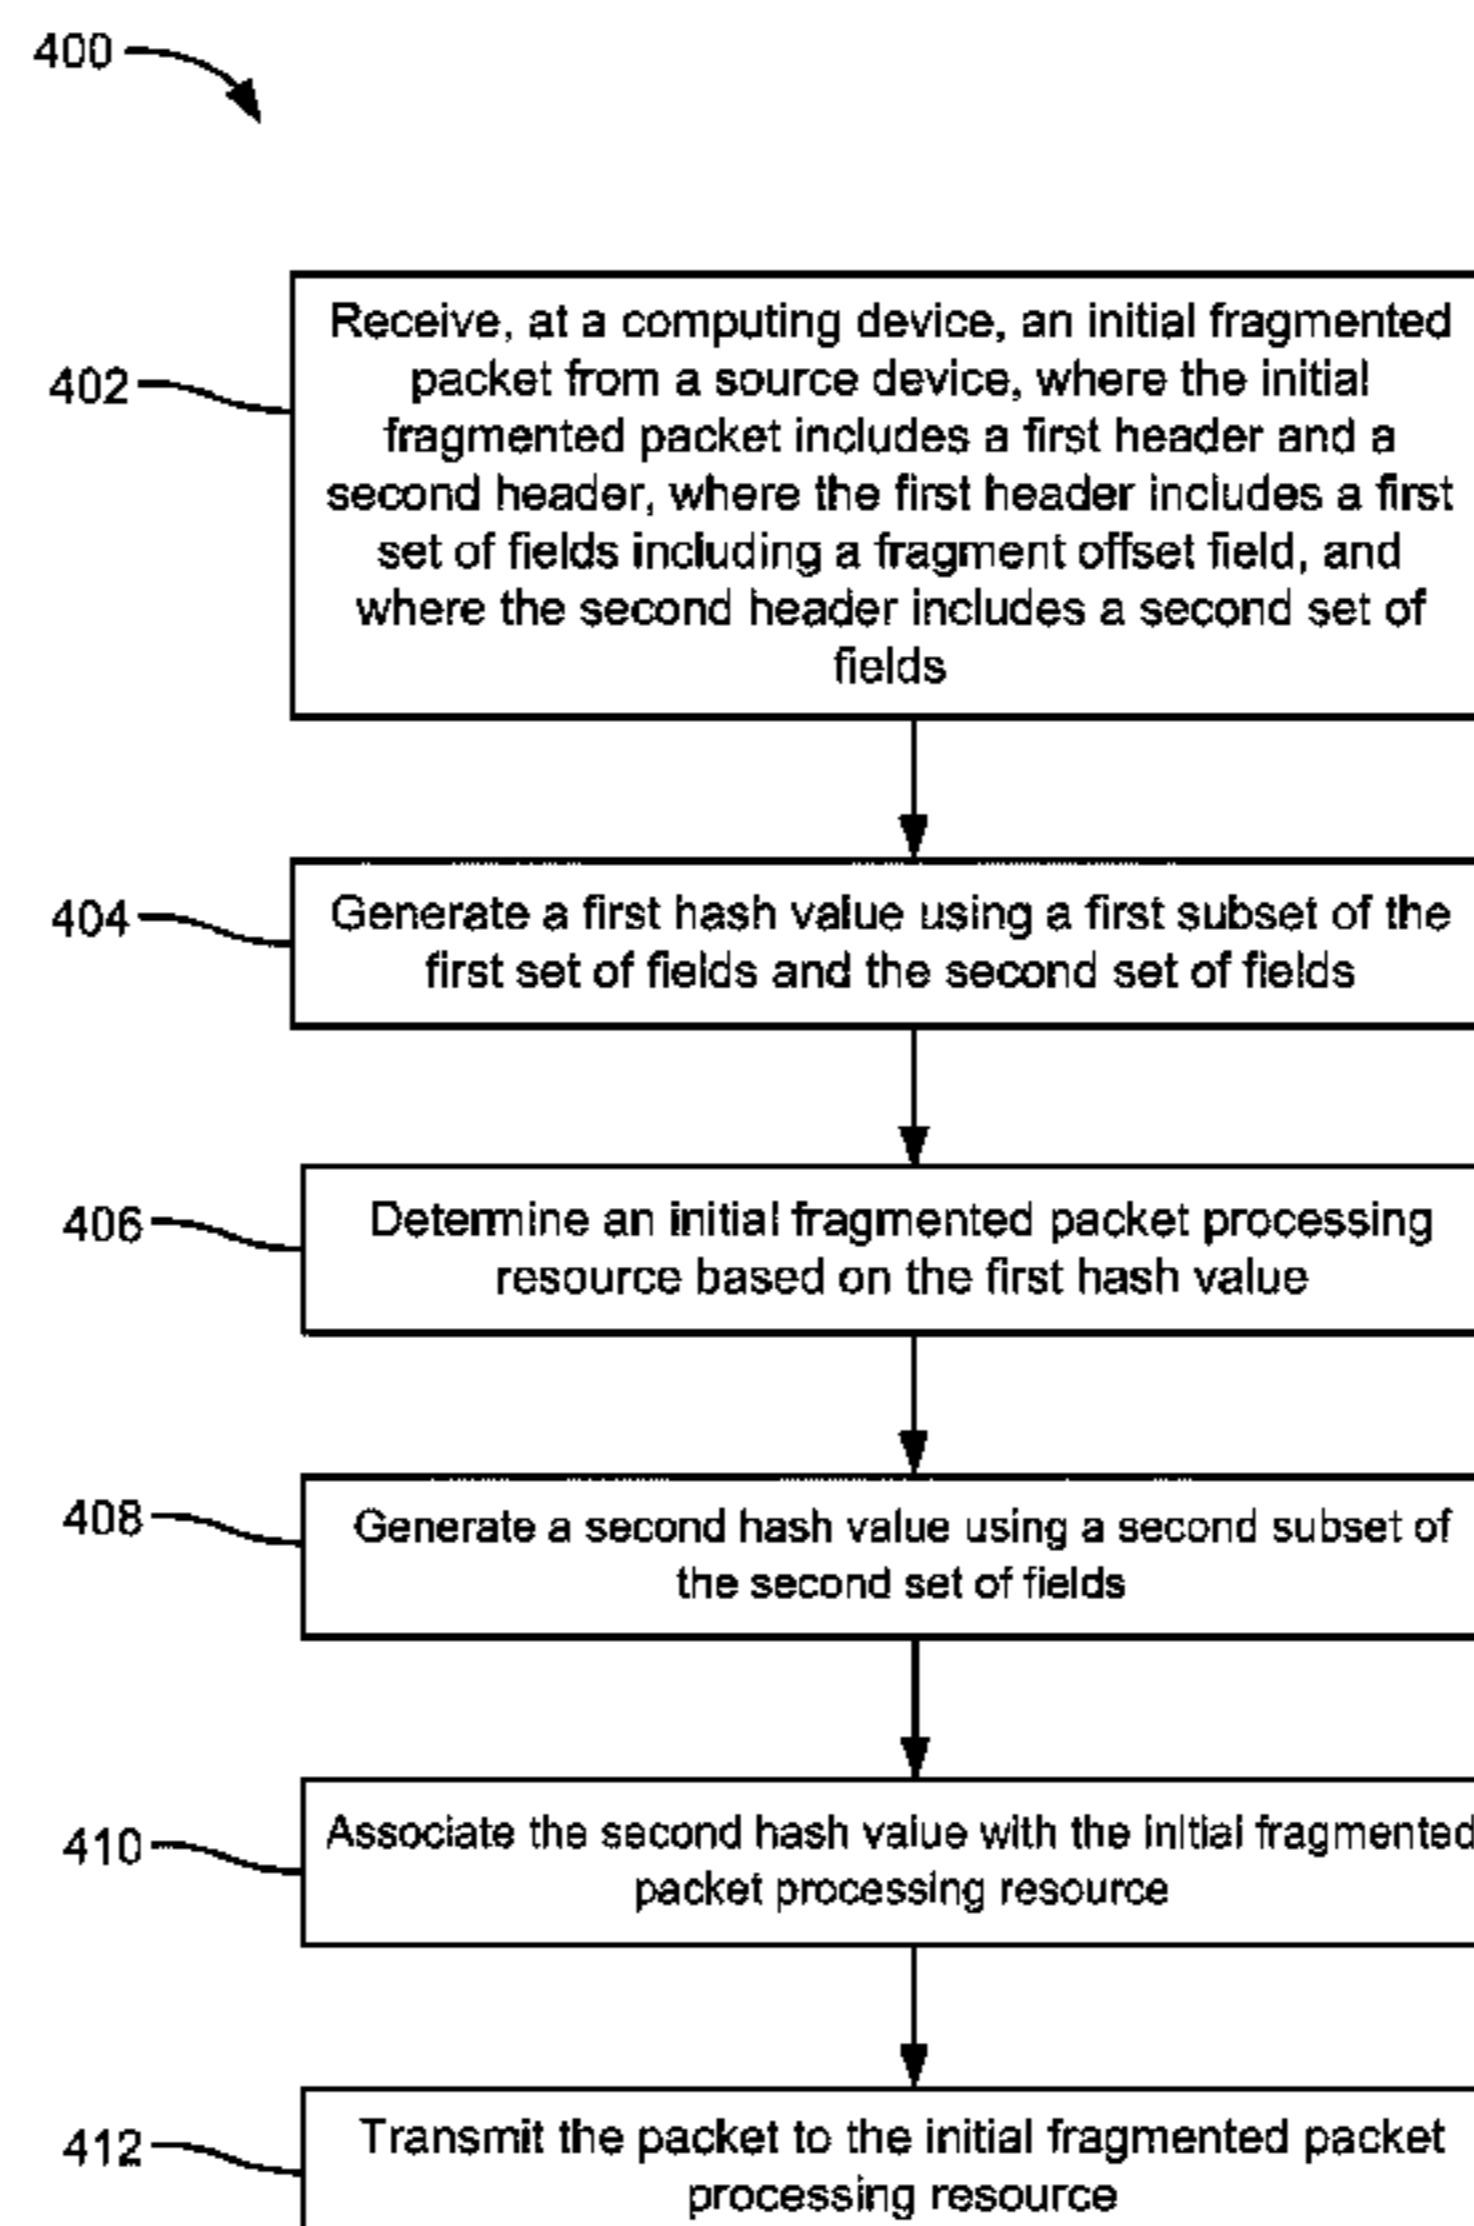 400
402
Receive, at a computing device, an initial fragmented
packet from a source device, where the initial
fragmented packet includes a first header and a
second header, where the first header includes a first
set of fields including a fragment offset field, and
where the second header includes a second set of
fields
404
Generate a first hash value using a first subset of the
first set of fields and the second set of fields
406
Determine an initial fragmented packet processing
resource based on the first hash value
408
Generate a second hash value using a second subset of
the second set of fields
410
Associate the second hash value with the initial fragmented
packet processing resource
412
Transmit the packet to the initial fragmented packet
processing resource